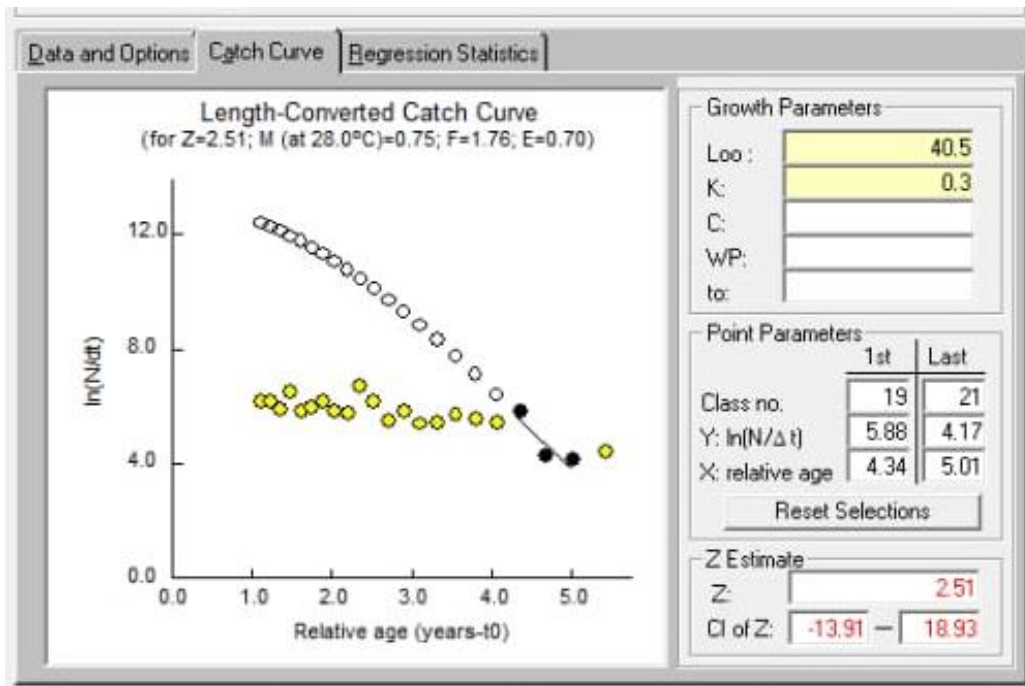 Data and Options
Catch Curve
Regression Statistics
Length-Converted Catch Curve
(for Z=2.51; M (at 28.0ºC)=0.75; F=1.76; E=0.70)
12.0
8.0
4.0
0.0
ln(N/dt)
0.0 1.0 2.0 3.0 4.0 5.0
Relative age (years-t0)
Growth Parameters
Loo : 40.5
K: 0.3
C:
WP:
to:
Point Parameters
1st Last
Class no. 19 21
Y: ln(N/Δ t) 5.88 4.17
X: relative age 4.34 5.01
Reset Selections
Z Estimate
Z: 2.51
CI of Z: -13.91 — 18.93